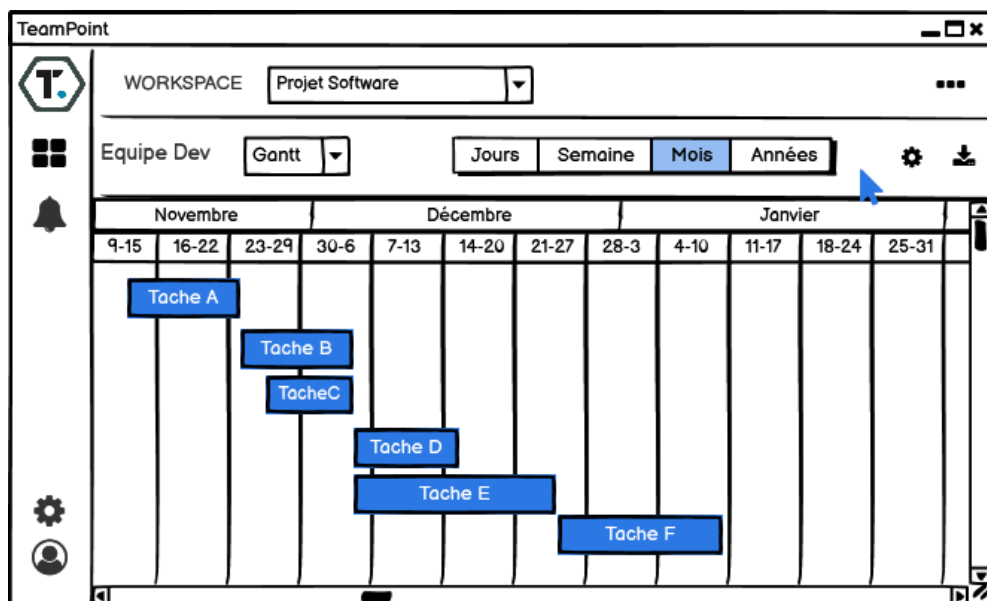 TeamPoint
T.
WORKSPACE Projet Software
Equipe Dev Gantt Jours Semaine Mois Années
Novembre Décembre Janvier
9-15 16-22 23-29 30-6 7-13 14-20 21-27 28-3 4-10 11-17 18-24 25-31
Tache A
Tache B
TacheC
Tache D
Tache E
Tache F